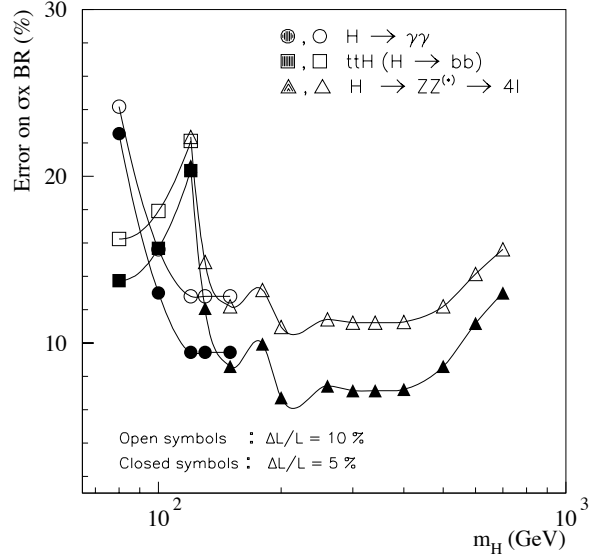 Error on σx BR (%)
30
20
10
, H → γγ
, ttH (H → bb)
, H → ZZ(*) → 4l
Open symbols : ΔL/L = 10 %
Closed symbols : ΔL/L = 5 %
10² 10³
m_H (GeV)